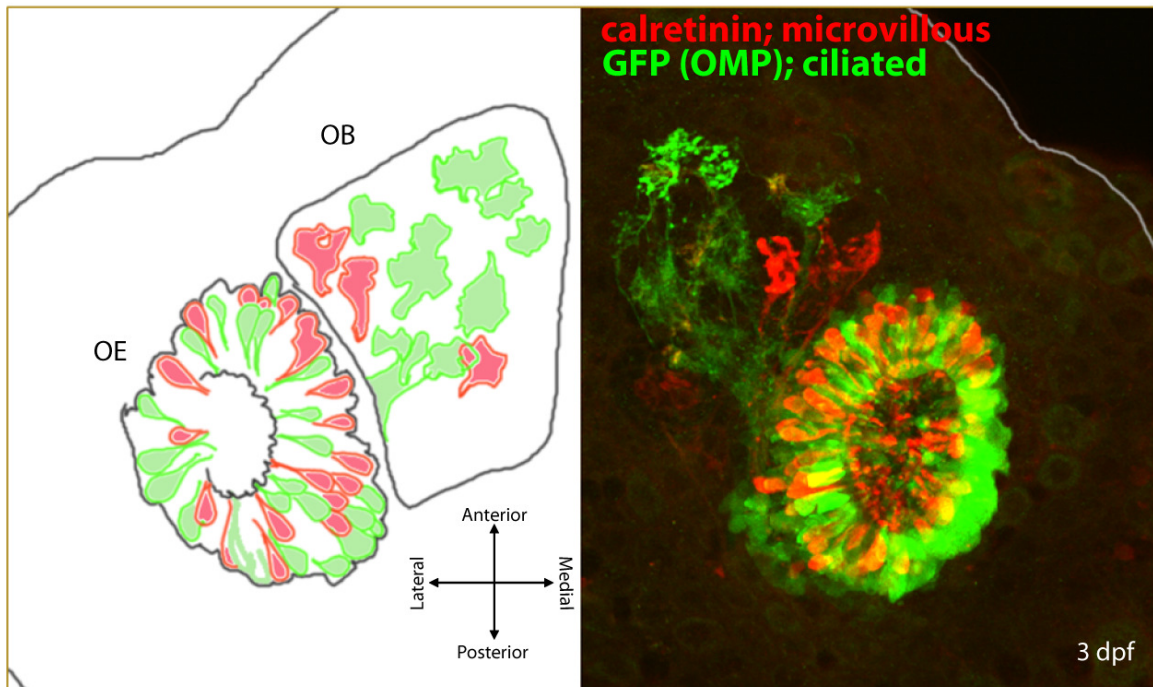 OB
OE
Anterior
Lateral
Medial
Posterior
calretinin; microvillous
GFP (OMP); ciliated
3 dpf